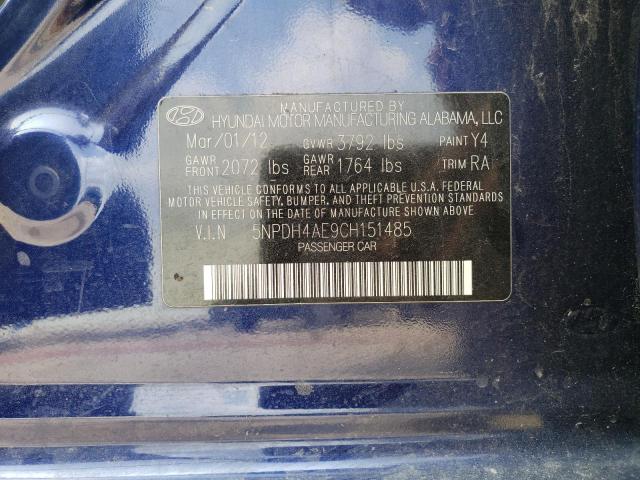 MANUFACTURED BY
HYUNDAI MOTOR MANUFACTURING ALABAMA, LLC
Mar/01/12 GVWR 3792 lbs PAINT Y4
GAWR FRONT 2072 lbs GAWR REAR 1764 lbs TRIM RA
THIS VEHICLE CONFORMS TO ALL APPLICABLE U.S.A. FEDERAL
MOTOR VEHICLE SAFETY, BUMPER, AND THEFT PREVENTION STANDARDS
IN EFFECT ON THE DATE OF MANUFACTURE SHOWN ABOVE.
V.I.N 5NPDH4AE9CH151485
PASSENGER CAR